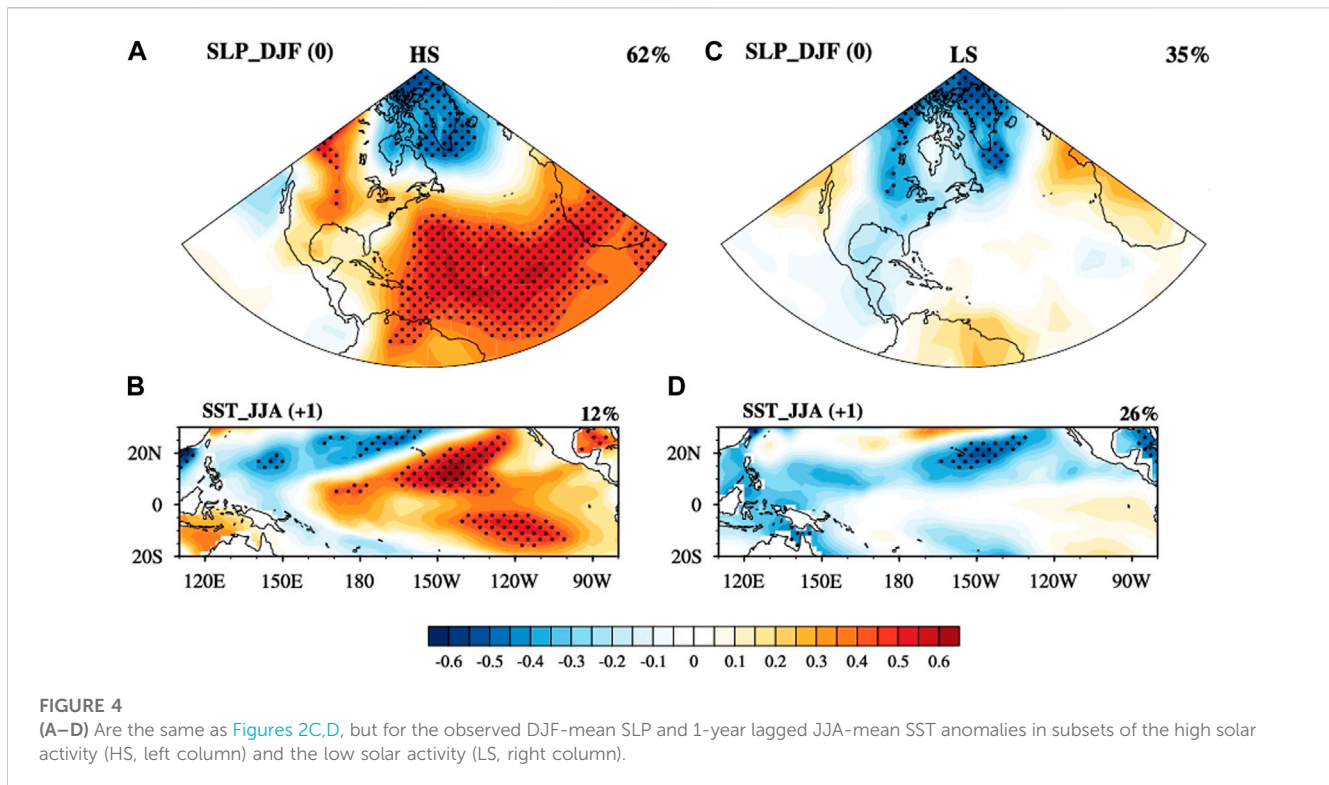 A SLP_DJF (0) HS 62%
C SLP_DJF (0) LS 35%
B SST_JJA (+1) 12%
20N
0
20S
120E 150E 180 150W 120W 90W
D SST_JJA (+1) 26%
20N
0
20S
120E 150E 180 150W 120W 90W
-0.6 -0.5 -0.4 -0.3 -0.2 -0.1 0 0.1 0.2 0.3 0.4 0.5 0.6
FIGURE 4
(A–D) Are the same as Figures 2C,D, but for the observed DJF-mean SLP and 1-year lagged JJA-mean SST anomalies in subsets of the high solar
activity (HS, left column) and the low solar activity (LS, right column).